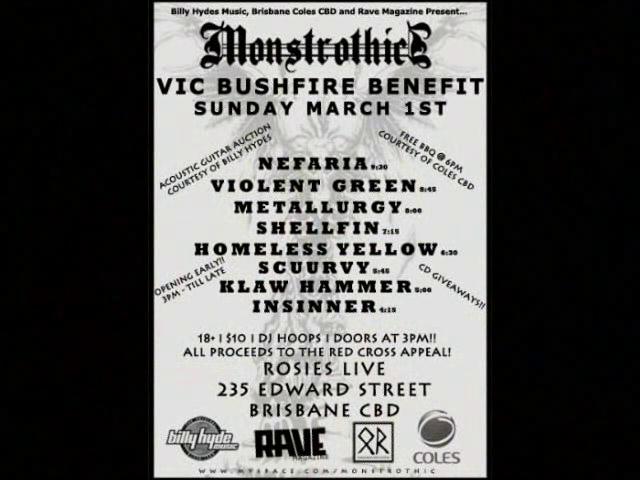 Billy Hydes Music, Brisbane Coles CBD and Rave Magazine Present...
Monstrothic
VIC BUSHFIRE BENEFIT
SUNDAY MARCH 1ST
ACOUSTIC GUITAR AUCTION
COURTESY OF BILLY HYDES
FREE BBQ @ 6PM
COURTESY OF COLES CBD
NEFARIA 9:30
VIOLENT GREEN 8:45
METALLURGY 8:00
SHELLFIN 7:15
HOMELESS YELLOW 6:30
SCUURVY 5:45
KLAW HAMMER 5:00
INSINNER 4:15
OPENING EARLY!!
3PM - TILL LATE
CD GIVEAWAYS!!
18+ | $10 | DJ HOOPS | DOORS AT 3PM!!
ALL PROCEEDS TO THE RED CROSS APPEAL!
ROSIES LIVE
235 EDWARD STREET
BRISBANE CBD
billy hyde music
RAVE MAGAZINE
COLES
WWW.MYSPACE.COM/MONSTROTHIC